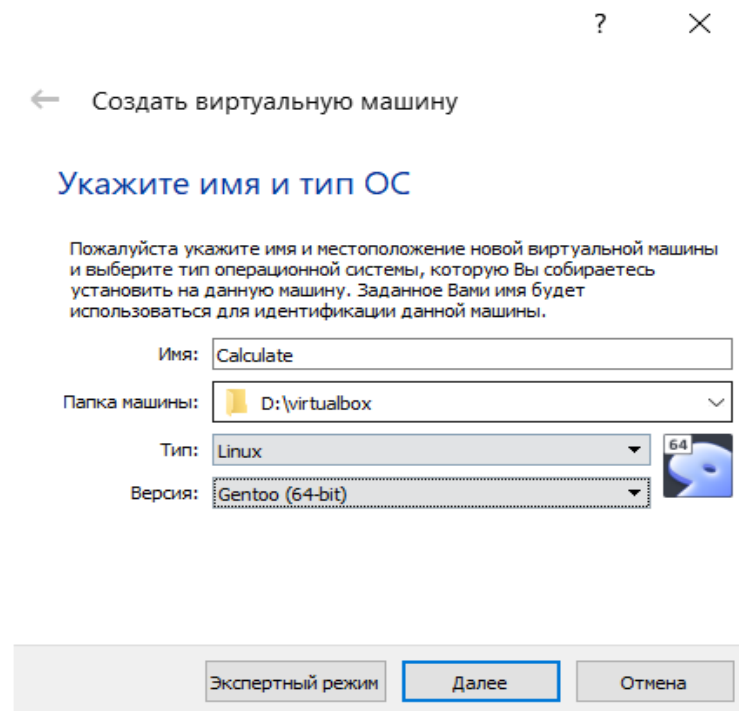 ?
Создать виртуальную машину
Укажите имя и тип ОС
Пожалуйста укажите имя и местоположение новой виртуальной машины
и выберите тип операционной системы, которую Вы собираетесь
установить на данную машину. Заданное Вами имя будет
использоваться для идентификации данной машины.
Имя: Calculate
Папка машины: D:\virtualbox
Тип: Linux
64
Версия: Gentoo (64-bit)
Экспертный режим Далее Отмена